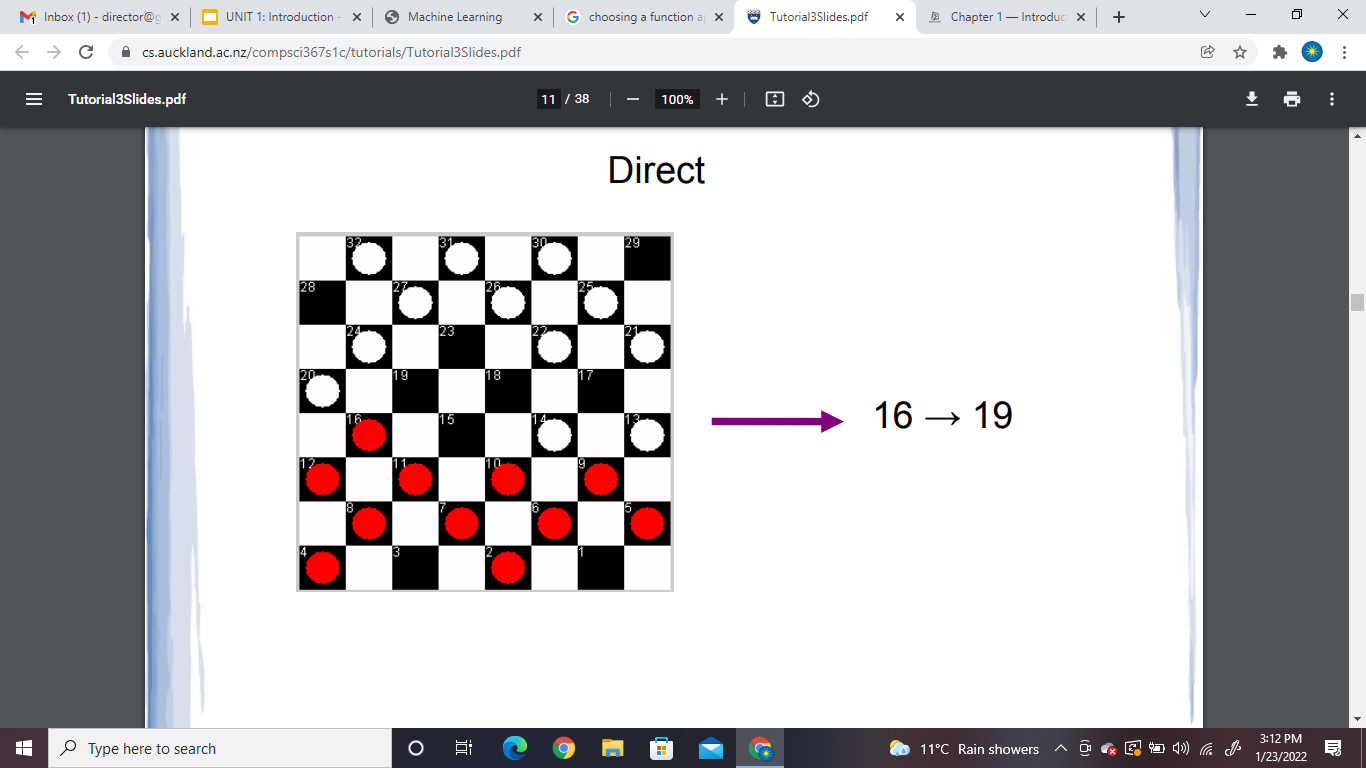 Inbox (1) - director@g
UNIT 1: Introduction -
Machine Learning
choosing a function a
Tutorial3Slides.pdf
Chapter 1 — Introduc
cs.auckland.ac.nz/compsci367s1c/tutorials/Tutorial3Slides.pdf
Tutorial3Slides.pdf
11 / 38
100%
Direct
32 31 30 29
28 27 26 25
24 23 22 21
20 19 18 17
16 15 14 13
12 11 10 9
8 7 6 5
4 3 2 1
16 → 19
Type here to search
11°C Rain showers
3:12 PM
1/23/2022